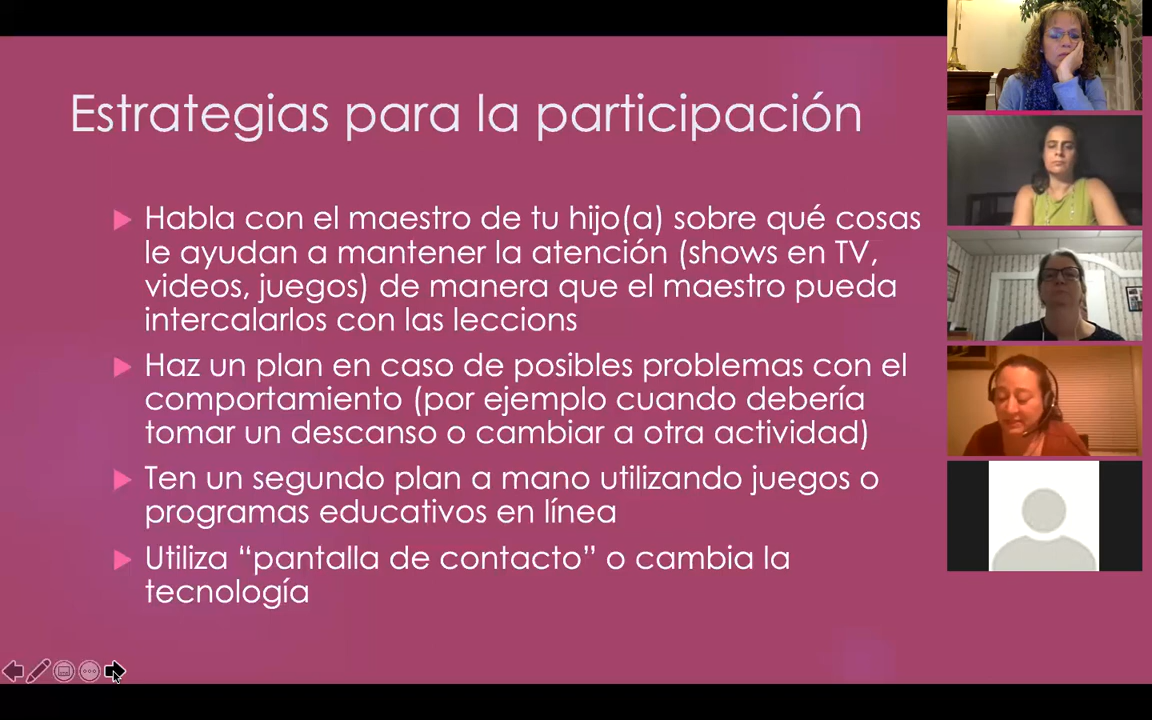 Estrategias para la participación
Habla con el maestro de tu hijo(a) sobre qué cosas
le ayudan a mantener la atención (shows en TV,
videos, juegos) de manera que el maestro pueda
intercalarlos con las leccions
Haz un plan en caso de posibles problemas con el
comportamiento (por ejemplo cuando debería
tomar un descanso o cambiar a otra actividad)
Ten un segundo plan a mano utilizando juegos o
programas educativos en línea
Utiliza “pantalla de contacto” o cambia la
tecnología